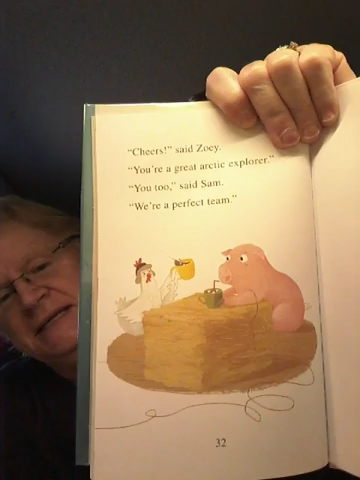 "Cheers!" said Zoey.
"You're a great arctic explorer."
"You too," said Sam.
"We're a perfect team."
32